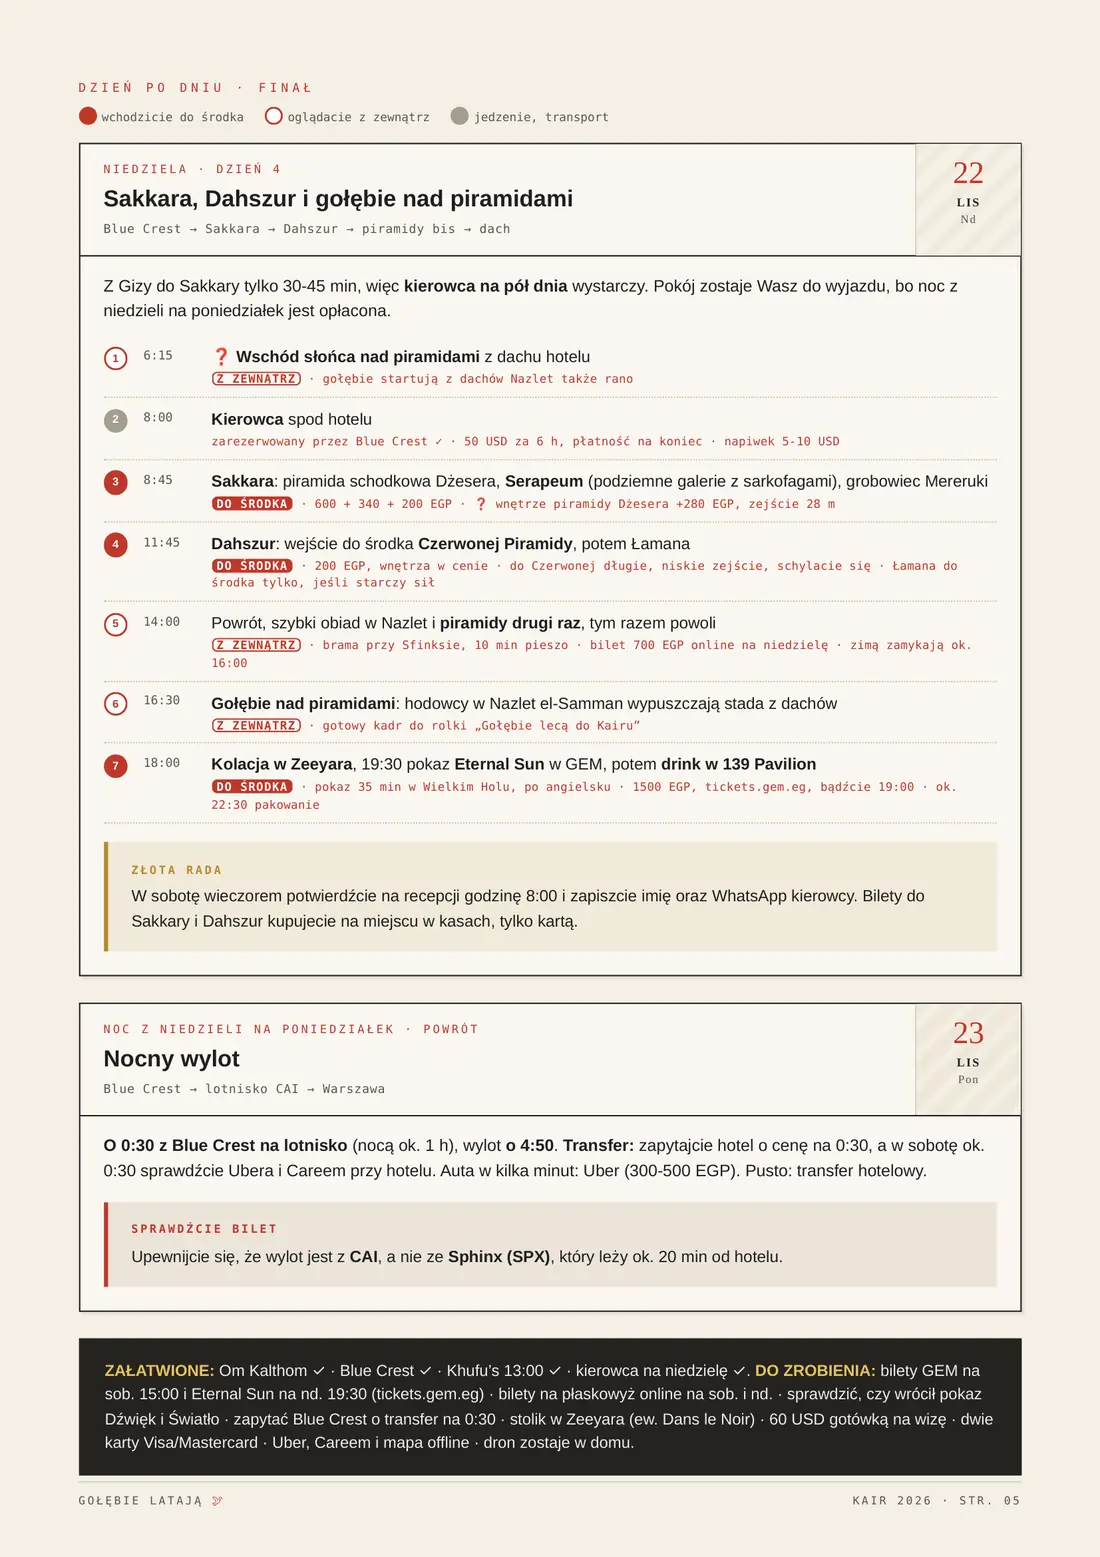 DZIEŃ PO DNIU · FINAŁ
wchodzicie do środka oglądacie z zewnątrz jedzenie, transport
NIEDZIELA · DZIEŃ 4
Sakkara, Dahszur i gołębie nad piramidami
Blue Crest → Sakkara → Dahszur → piramidy bis → dach
22
LIS
Nd
Z Gizy do Sakkary tylko 30-45 min, więc kierowca na pół dnia wystarczy. Pokój zostaje Wasz do wyjazdu, bo noc z
niedzieli na poniedziałek jest opłacona.
1 6:15 ❓ Wschód słońca nad piramidami z dachu hotelu
Z ZEWNĄTRZ · gołębie startują z dachów Nazlet także rano
2 8:00 Kierowca spod hotelu
zarezerwowany przez Blue Crest ✓ · 50 USD za 6 h, płatność na koniec · napiwek 5-10 USD
3 8:45 Sakkara: piramida schodkowa Dżesera, Serapeum (podziemne galerie z sarkofagami), grobowiec Mereruki
DO ŚRODKA · 600 + 340 + 200 EGP · ❓ wnętrze piramidy Dżesera +280 EGP, zejście 28 m
4 11:45 Dahszur: wejście do środka Czerwonej Piramidy, potem Łamana
DO ŚRODKA · 200 EGP, wnętrza w cenie · do Czerwonej długie, niskie zejście, schylacie się · Łamana do
środka tylko, jeśli starczy sił
5 14:00 Powrót, szybki obiad w Nazlet i piramidy drugi raz, tym razem powoli
Z ZEWNĄTRZ · brama przy Sfinksie, 10 min pieszo · bilet 700 EGP online na niedzielę · zimą zamykają ok.
16:00
6 16:30 Gołębie nad piramidami: hodowcy w Nazlet el-Samman wypuszczają stada z dachów
Z ZEWNĄTRZ · gotowy kadr do rolki „Gołębie lecą do Kairu”
7 18:00 Kolacja w Zeeyara, 19:30 pokaz Eternal Sun w GEM, potem drink w 139 Pavilion
DO ŚRODKA · pokaz 35 min w Wielkim Holu, po angielsku · 1500 EGP, tickets.gem.eg, bądźcie 19:00 · ok.
22:30 pakowanie
ZŁOTA RADA
W sobotę wieczorem potwierdźcie na recepcji godzinę 8:00 i zapiszcie imię oraz WhatsApp kierowcy. Bilety do
Sakkary i Dahszur kupujecie na miejscu w kasach, tylko kartą.
NOC Z NIEDZIELI NA PONIEDZIAŁEK · POWRÓT
Nocny wylot
Blue Crest → lotnisko CAI → Warszawa
23
LIS
Pon
O 0:30 z Blue Crest na lotnisko (nocą ok. 1 h), wylot o 4:50. Transfer: zapytajcie hotel o cenę na 0:30, a w sobotę ok.
0:30 sprawdźcie Ubera i Careem przy hotelu. Auta w kilka minut: Uber (300-500 EGP). Pusto: transfer hotelowy.
SPRAWDŹCIE BILET
Upewnijcie się, że wylot jest z CAI, a nie ze Sphinx (SPX), który leży ok. 20 min od hotelu.
ZAŁATWIONE: Om Kalthom ✓ · Blue Crest ✓ · Khufu's 13:00 ✓ · kierowca na niedzielę ✓. DO ZROBIENIA: bilety GEM na
sob. 15:00 i Eternal Sun na nd. 19:30 (tickets.gem.eg) · bilety na płaskowyż online na sob. i nd. · sprawdzić, czy wrócił pokaz
Dźwięk i Światło · zapytać Blue Crest o transfer na 0:30 · stolik w Zeeyara (ew. Dans le Noir) · 60 USD gotówką na wizę · dwie
karty Visa/Mastercard · Uber, Careem i mapa offline · dron zostaje w domu.
GOŁĘBIE LATAJĄ 🕊 KAIR 2026 · STR. 05